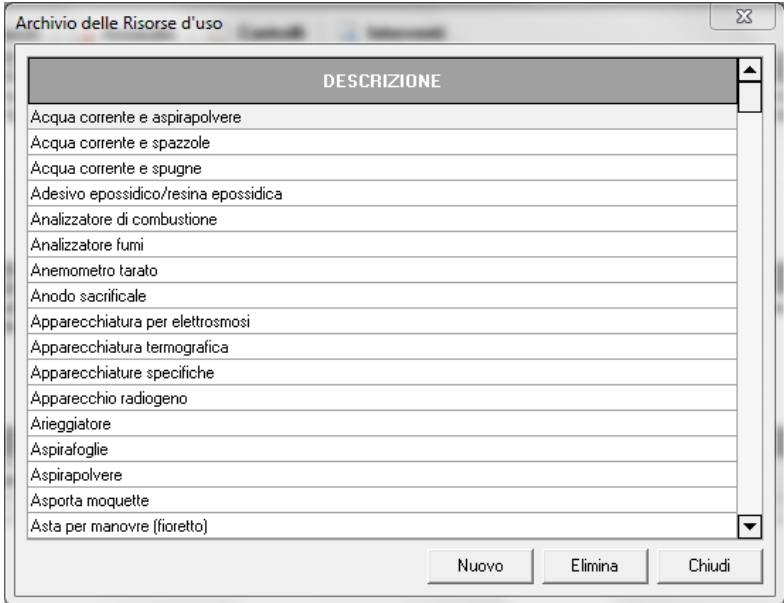 Archivio delle Risorse d'uso
Controlli
Interventi
DESCRIZIONE
Acqua corrente e aspirapolvere
Acqua corrente e spazzole
Acqua corrente e spugne
Adesivo epossidico/resina epossidica
Analizzatore di combustione
Analizzatore fumi
Anemometro tarato
Anodo sacrificale
Apparecchiatura per elettrosmosi
Apparecchiatura termografica
Apparecchiature specifiche
Apparecchio radiogeno
Arieggiatore
Aspirafoglie
Aspirapolvere
Asporta moquette
Asta per manovre (fioretto)
Nuovo
Elimina
Chiudi